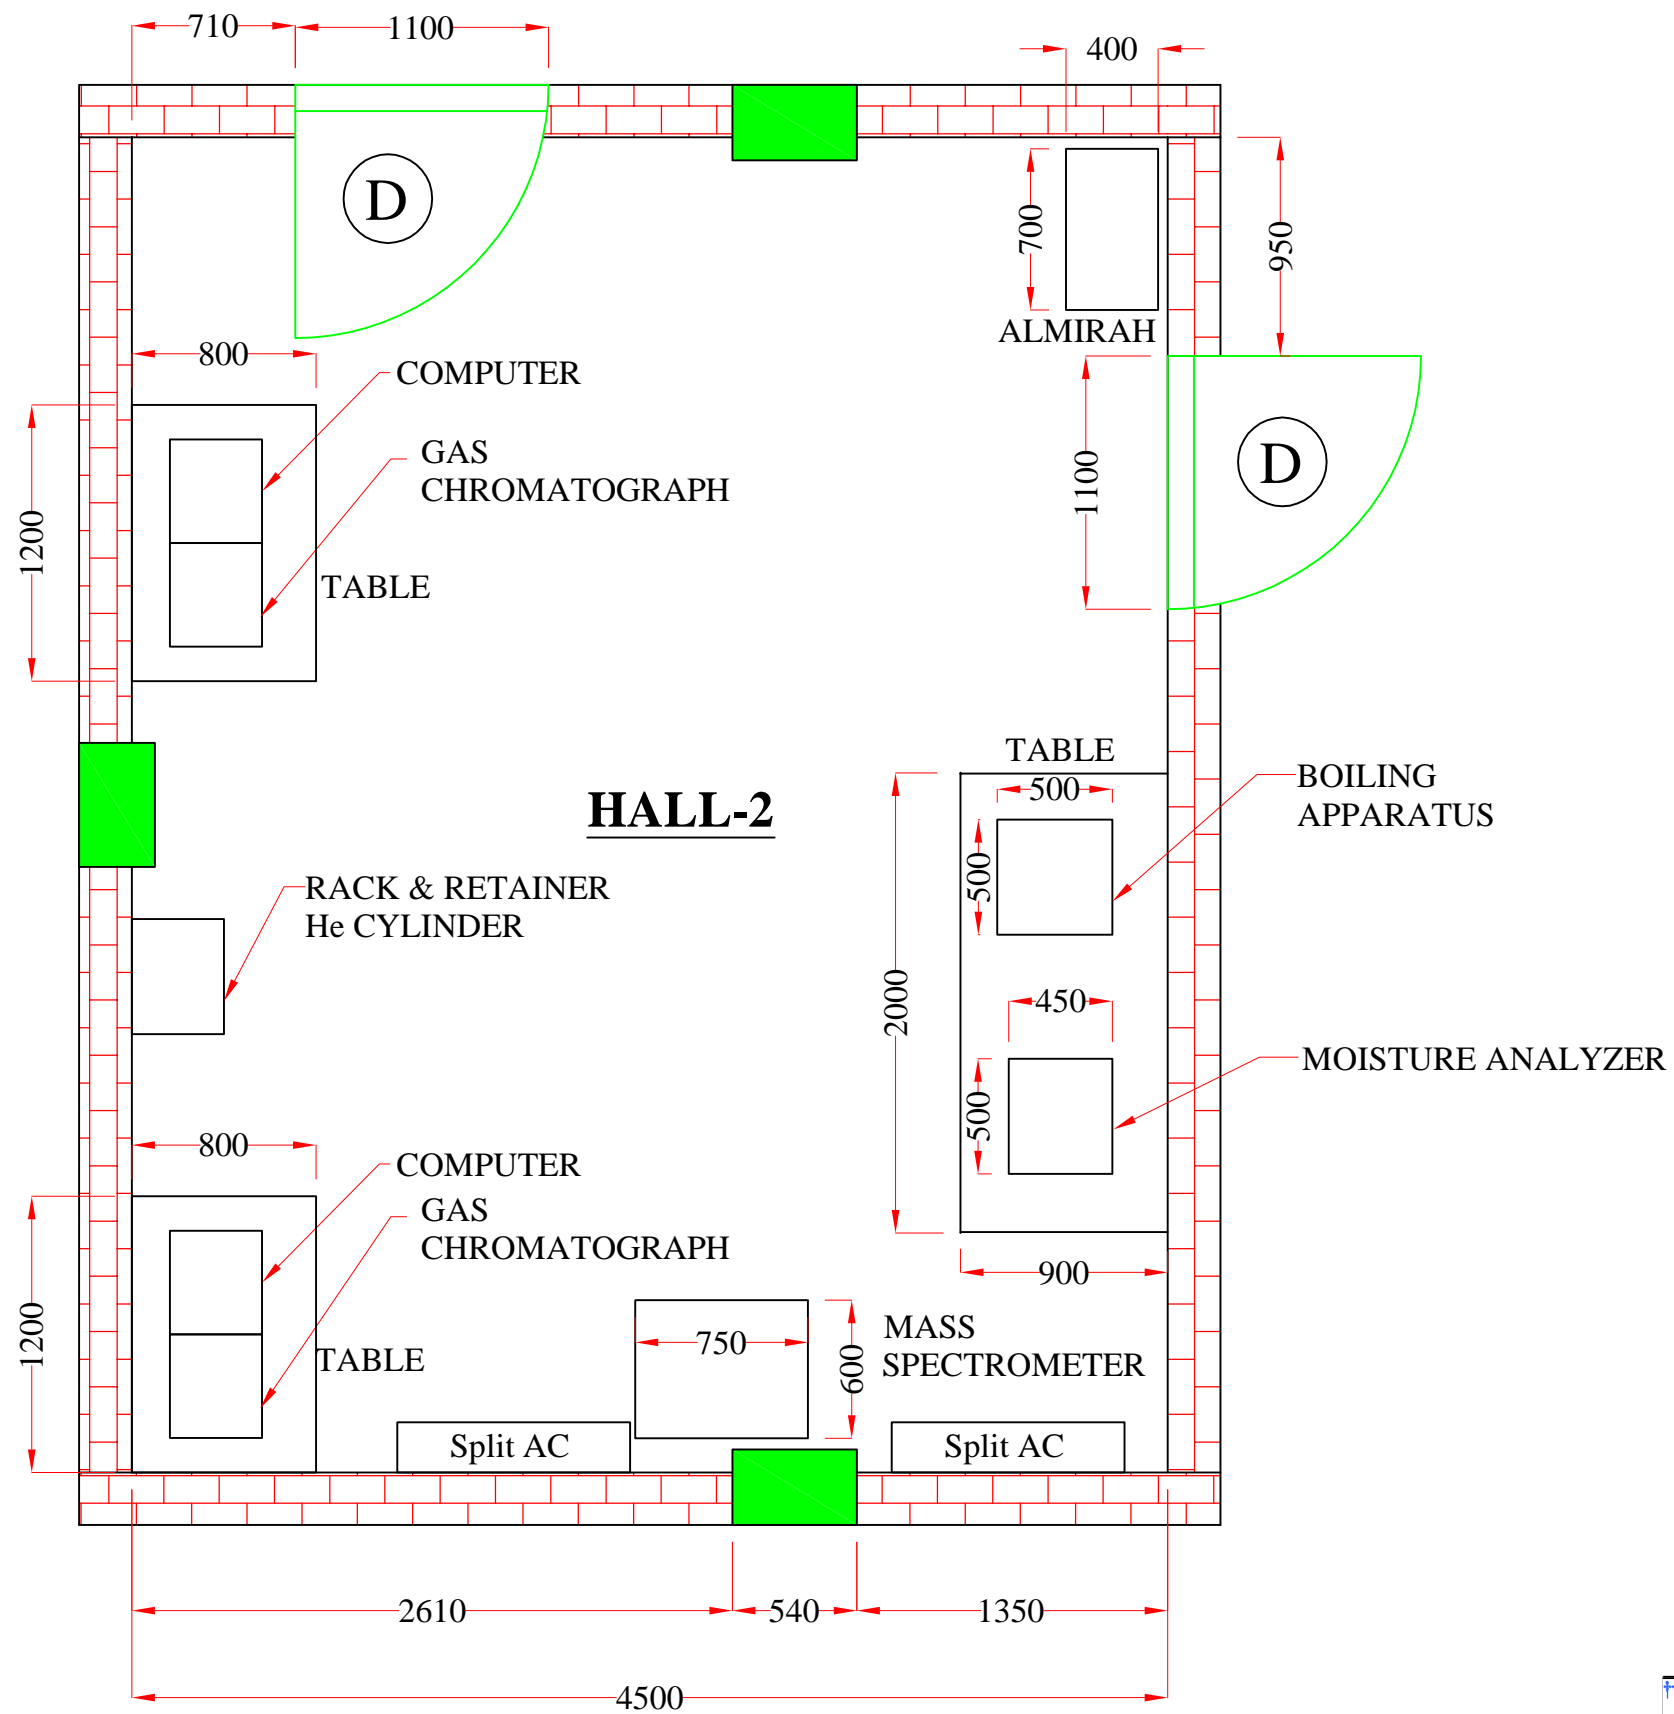 710
1100
400
D
700
950
ALMIRAH
800
COMPUTER
GAS
CHROMATOGRAPH
1200
TABLE
1100
D
TABLE
500
BOILING
APPARATUS
HALL-2
500
RACK & RETAINER
He CYLINDER
2000
450
MOISTURE ANALYZER
500
800
COMPUTER
GAS
CHROMATOGRAPH
900
1200
TABLE
750
600
MASS
SPECTROMETER
Split AC
Split AC
2610
540
1350
4500